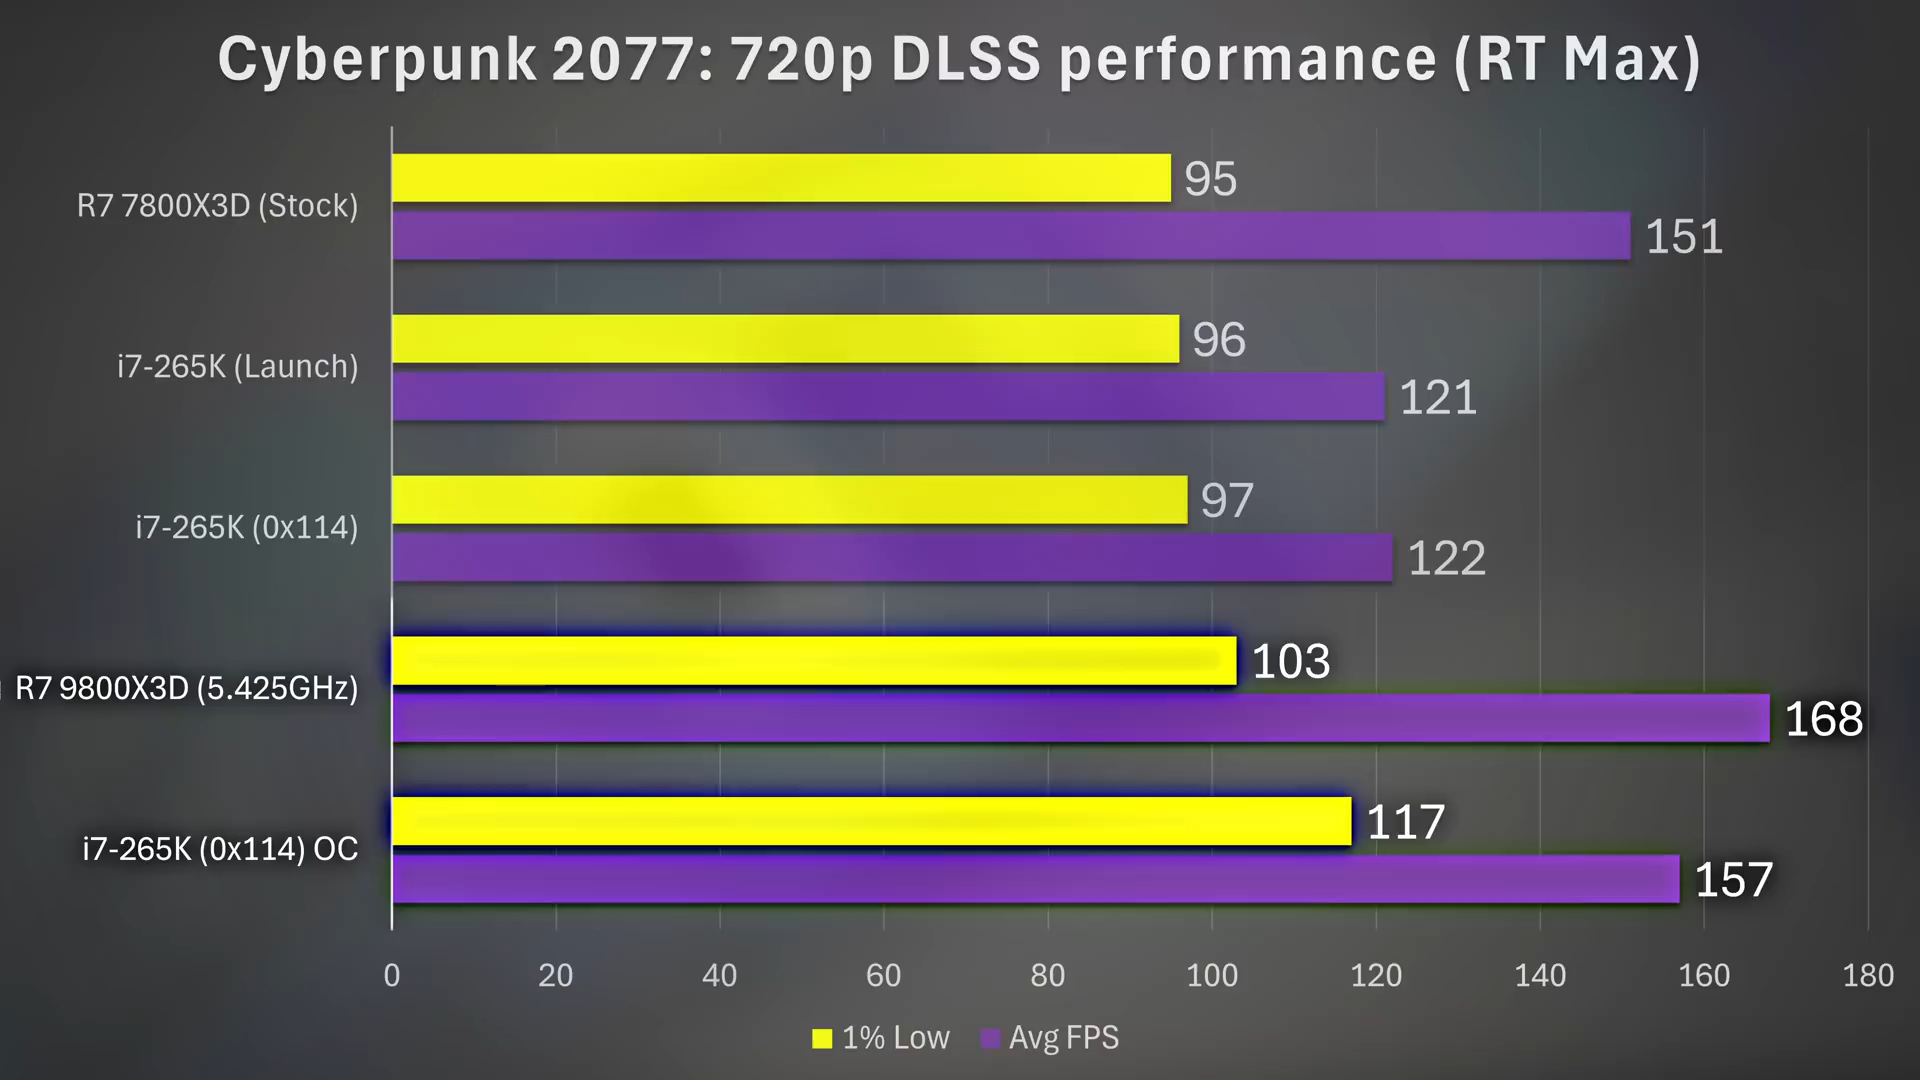 Cyberpunk 2077: 720p DLSS performance (RT Max)
R7 7800X3D (Stock)
95
151
i7-265K (Launch)
96
121
i7-265K (0x114)
97
122
R7 9800X3D (5.425GHz)
103
168
i7-265K (0x114) OC
117
157
0 20 40 60 80 100 120 140 160 180
1% Low Avg FPS